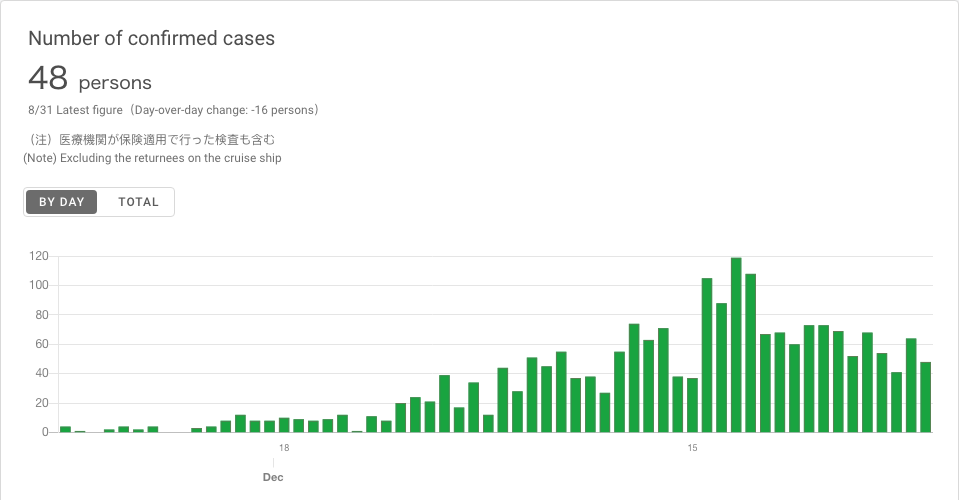 Number of confirmed cases
48 persons
8/31 Latest figure（Day-over-day change: -16 persons）
（注）医療機関が保険適用で行った検査も含む
(Note) Excluding the returnees on the cruise ship
BY DAY TOTAL
120
100
80
60
40
20
0
18 15
Dec